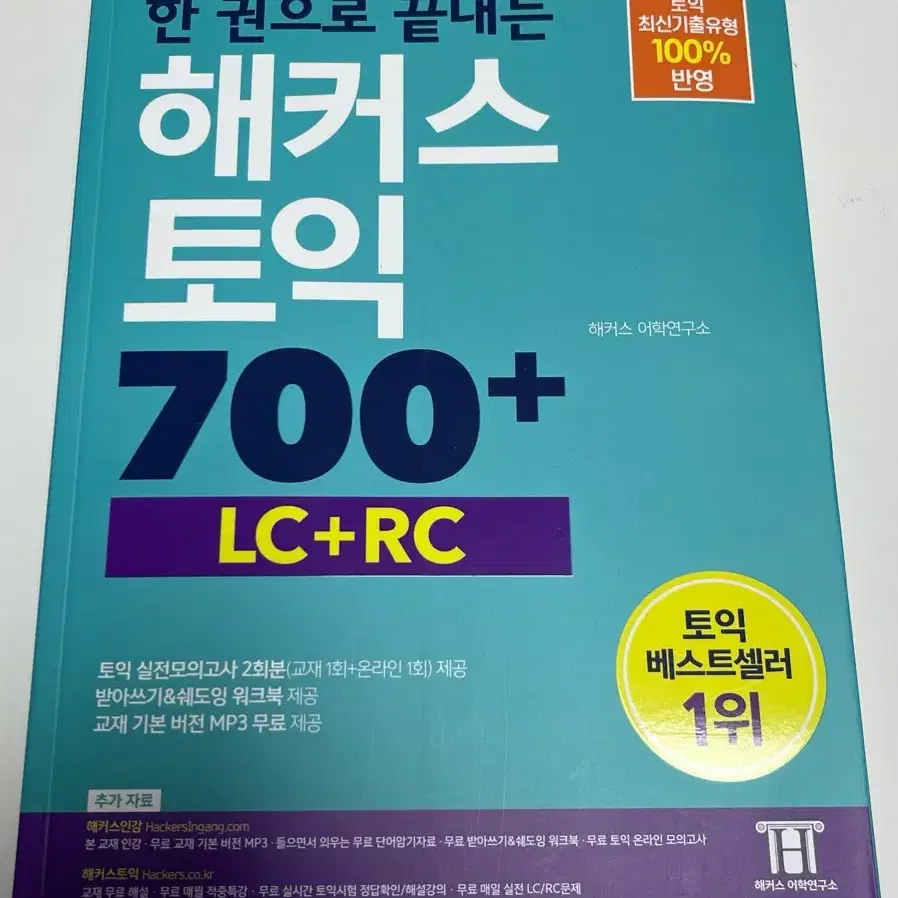 한 권으로 끝내는
토익
최신기출유형
100%
반영
해커스
토익
해커스 어학연구소
700+
LC+RC
토익
베스트셀러
1위
토익 실전모의고사 2회분(교재 1회+온라인 1회) 제공
받아쓰기&쉐도잉 워크북 제공
교재 기본 버전 MP3 무료 제공
추가 자료
해커스인강 HackersIngang.com
본 교재 인강 · 무료 교재 기본 버전 MP3 · 들으면서 외우는 무료 단어암기자료 · 무료 받아쓰기&쉐도잉 워크북 · 무료 토익 온라인 모의고사
해커스토익 Hackers.co.kr
교재 무료 해설 · 무료 매월 적중특강 · 무료 실시간 토익시험 정답확인/해설강의 · 무료 매일 실전 LC/RC문제
H
해커스 어학연구소